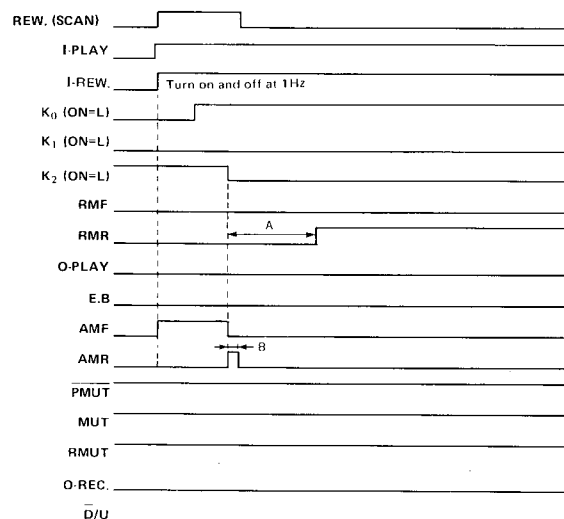 REW. (SCAN)
I-PLAY
I-REW.
Turn on and off at 1Hz
K₀ (ON=L)
K₁ (ON=L)
K₂ (ON=L)
RMF
A
RMR
O-PLAY
E.B
AMF
B
AMR
P̅M̅U̅T̅
MUT
RMUT
O-REC.
D̅/U